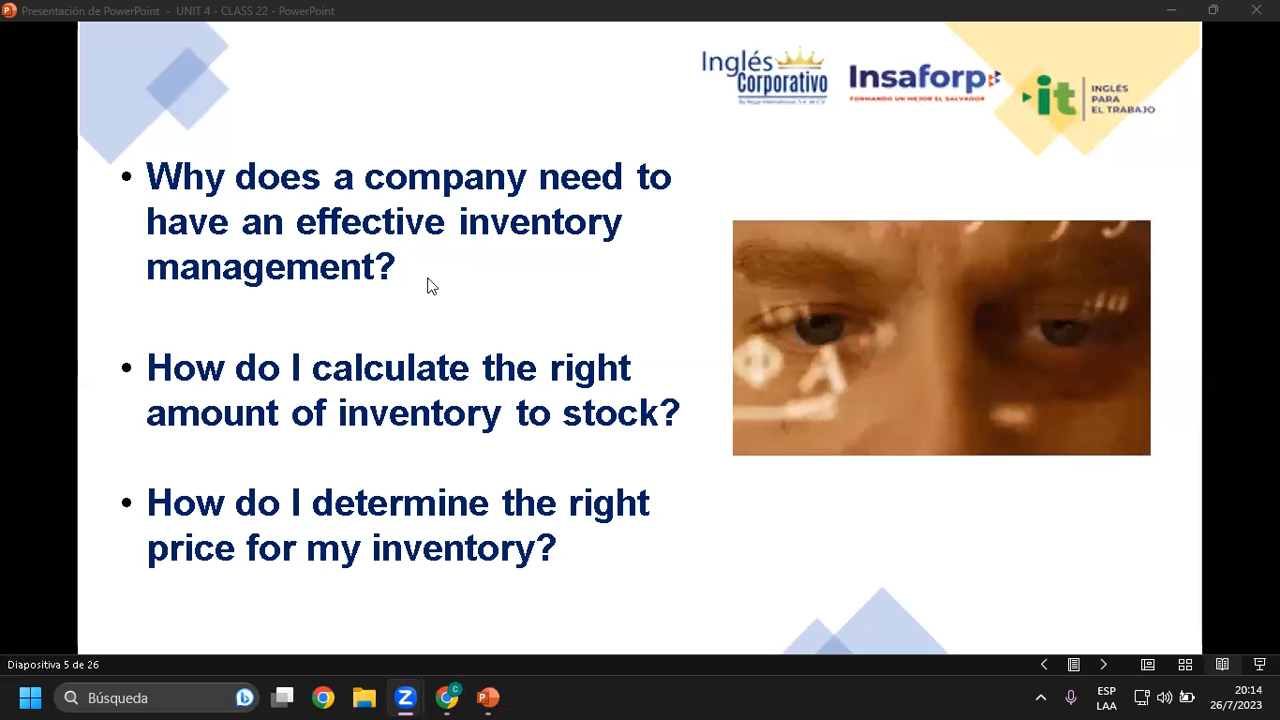 Presentación de PowerPoint - UNIT 4 - CLASS 22 - PowerPoint
Inglés
Corporativo
Insaforp
FORMANDO UN MEJOR EL SALVADOR
it
INGLÉS
PARA
EL TRABAJO
• Why does a company need to
have an effective inventory
management?
• How do I calculate the right
amount of inventory to stock?
• How do I determine the right
price for my inventory?
Diapositiva 5 de 26
Búsqueda
ESP
LAA
20:14
26/7/2023